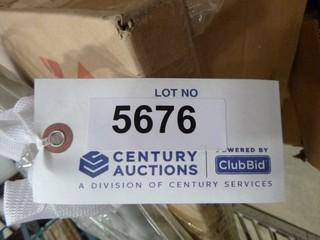 LOT NO
5676
CENTURY AUCTIONS
POWERED BY
ClubBid
A DIVISION OF CENTURY SERVICES